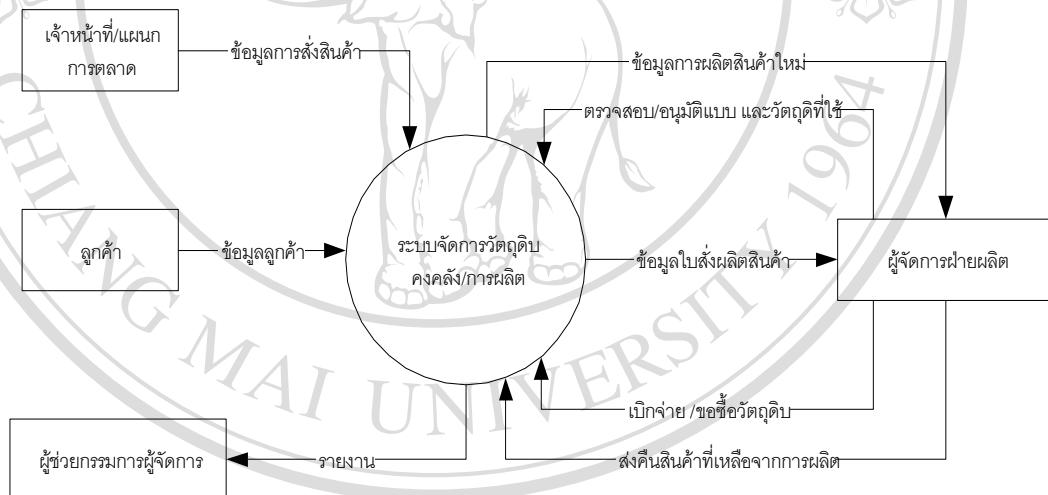 เจ้าหน้าที่/แผนก
การตลาด
ข้อมูลการสั่งสินค้า
ข้อมูลการผลิตสินค้าใหม่
ตรวจสอบ/อนุมัติแบบ และวัตถุดิที่ใช้
ลูกค้า
ข้อมูลลูกค้า
ระบบจัดการวัตถุดิบ
คงคลัง/การผลิต
ข้อมูลใบสั่งผลิตสินค้า
ผู้จัดการฝ่ายผลิต
เบิกจ่าย /ขอซื้อวัตถุดิบ
ผู้ช่วยกรรมการผู้จัดการ
รายงาน
ส่งคืนสินค้าที่เหลือจากการผลิต
CHIANG MAI UNIVERSITY 1964